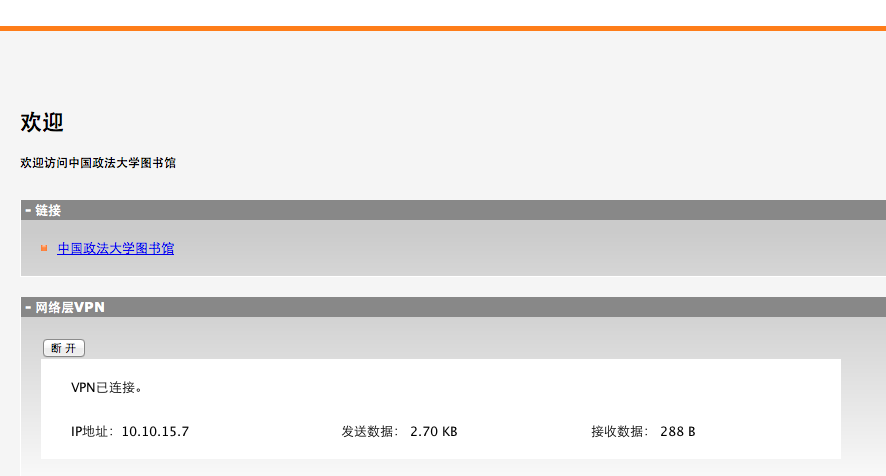 欢迎
欢迎访问中国政法大学图书馆
- 链接
中国政法大学图书馆
- 网络层VPN
断 开
VPN已连接。
IP地址：10.10.15.7 发送数据： 2.70 KB 接收数据： 288 B